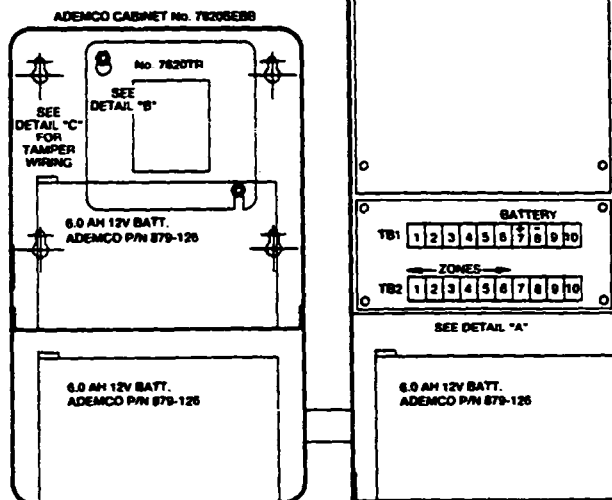 ADEMCO CABINET No. 7620SEBB
No. 7620TR
SEE
DETAIL "B"
SEE
DETAIL "C"
FOR
TAMPER
WIRING
6.0 AH 12V BATT.
ADEMCO P/N 879-126
6.0 AH 12V BATT.
ADEMCO P/N 879-126
BATTERY
+ -
TB1 1 2 3 4 5 6 7 8 9 10
ZONES
TB2 1 2 3 4 5 6 7 8 9 10
SEE DETAIL "A"
6.0 AH 12V BATT.
ADEMCO P/N 879-126